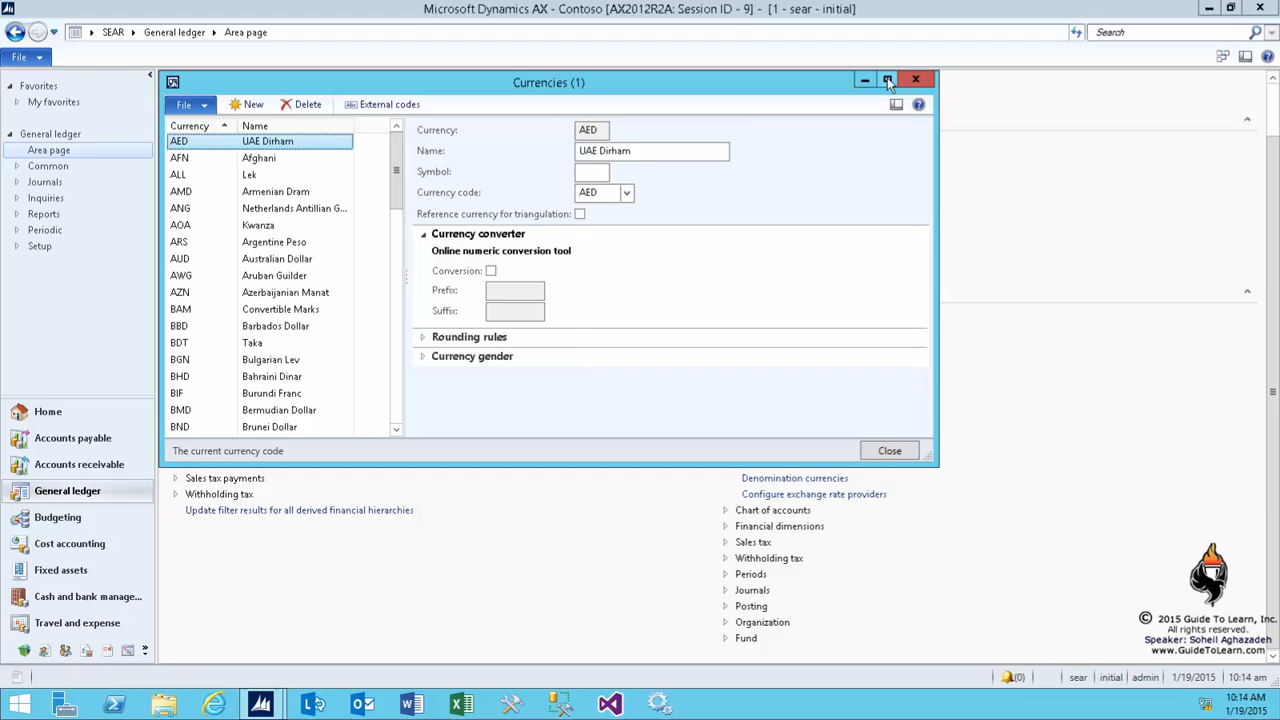 Microsoft Dynamics AX - Contoso [AX2012R2A: Session ID - 9] - [1 - sear - initial]
SEAR
General ledger
Area page
Search
File
Favorites
My favorites
General ledger
Area page
Common
Journals
Inquiries
Reports
Periodic
Setup
Home
Accounts payable
Accounts receivable
General ledger
Budgeting
Cost accounting
Fixed assets
Cash and bank manage...
Travel and expense
Currencies (1)
File
New
Delete
External codes
Currency Name
AED UAE Dirham
AFN Afghani
ALL Lek
AMD Armenian Dram
ANG Netherlands Antillian G...
AOA Kwanza
ARS Argentine Peso
AUD Australian Dollar
AWG Aruban Guilder
AZN Azerbaijanian Manat
BAM Convertible Marks
BBD Barbados Dollar
BDT Taka
BGN Bulgarian Lev
BHD Bahraini Dinar
BIF Burundi Franc
BMD Bermudian Dollar
BND Brunei Dollar
Currency: AED
Name: UAE Dirham
Symbol:
Currency code: AED
Reference currency for triangulation:
Currency converter
Online numeric conversion tool
Conversion:
Prefix:
Suffix:
Rounding rules
Currency gender
The current currency code
Close
Sales tax payments
Withholding tax
Update filter results for all derived financial hierarchies
Denomination currencies
Configure exchange rate providers
Chart of accounts
Financial dimensions
Sales tax
Withholding tax
Periods
Journals
Posting
Organization
Fund
© 2015 Guide To Learn, Inc.
All rights reserved.
Speaker: Soheil Aghazadeh
www.GuideToLearn.com
(0)
sear
initial
admin
1/19/2015
10:14 am
10:14 AM
1/19/2015